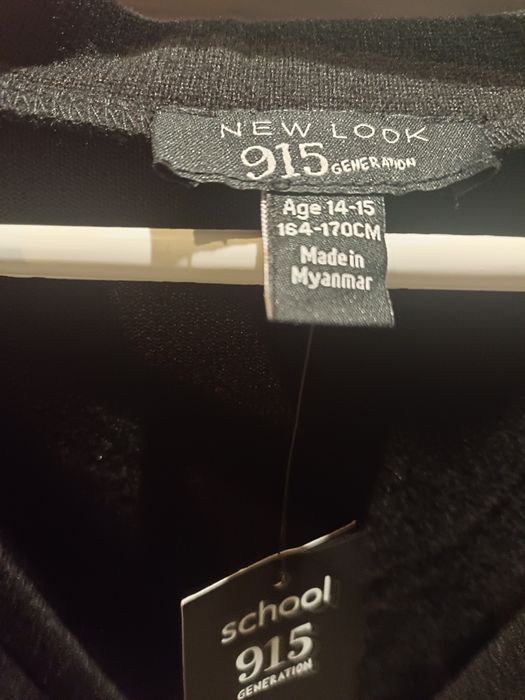 NEW LOOK
915 GENERATION
Age 14-15
164-170CM
Made in
Myanmar
school
915
GENERATION